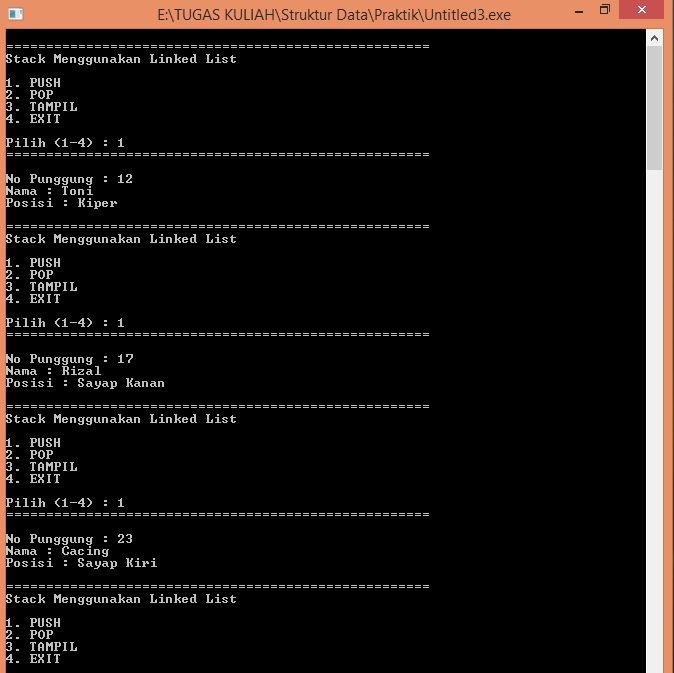 E:\TUGAS KULIAH\Struktur Data\Praktik\Untitled3.exe
=====================================================
Stack Menggunakan Linked List
1. PUSH
2. POP
3. TAMPIL
4. EXIT
Pilih (1-4) : 1
=====================================================
No Punggung : 12
Nama : Toni
Posisi : Kiper
=====================================================
Stack Menggunakan Linked List
1. PUSH
2. POP
3. TAMPIL
4. EXIT
Pilih (1-4) : 1
=====================================================
No Punggung : 17
Nama : Rizal
Posisi : Sayap Kanan
=====================================================
Stack Menggunakan Linked List
1. PUSH
2. POP
3. TAMPIL
4. EXIT
Pilih (1-4) : 1
=====================================================
No Punggung : 23
Nama : Cacing
Posisi : Sayap Kiri
=====================================================
Stack Menggunakan Linked List
1. PUSH
2. POP
3. TAMPIL
4. EXIT